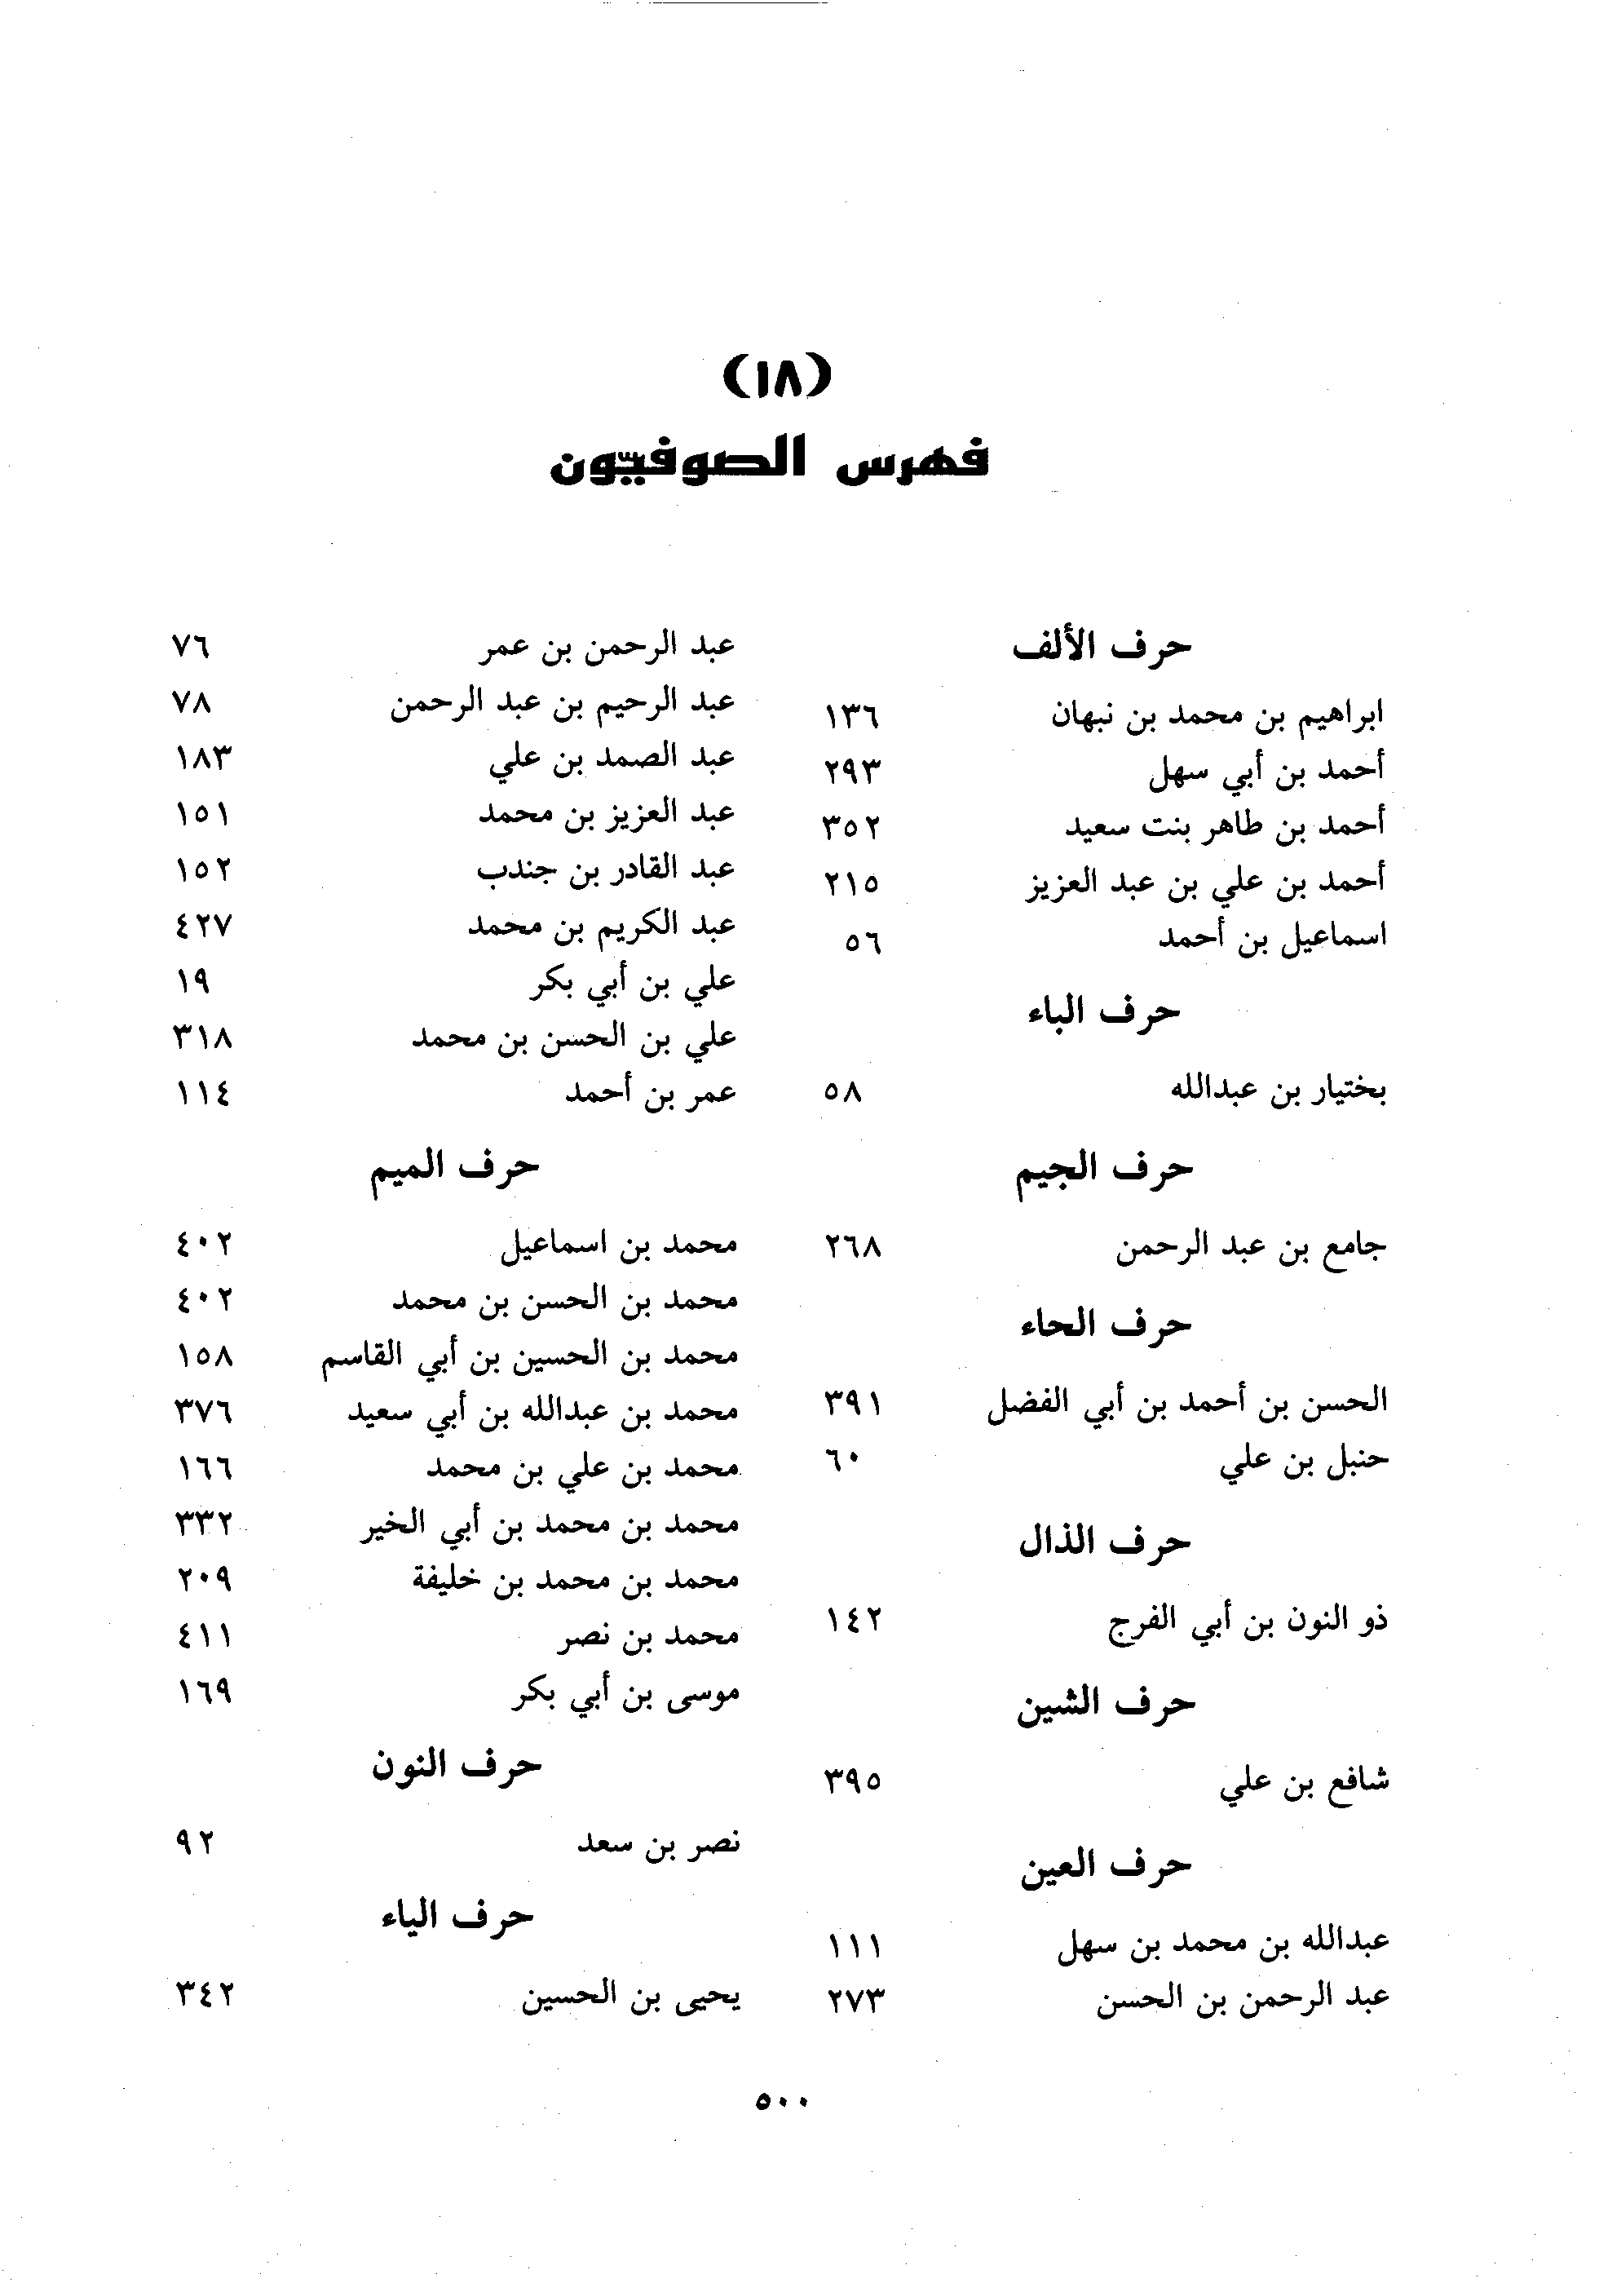 (١٨)
فهرس الصوفيّون
حرف الألف
ابراهيم بن محمد بن نبهان ١٣٦
أحمد بن أبي سهل ٢٩٣
أحمد بن طاهر بنت سعيد ٣٥٢
أحمد بن علي بن عبد العزيز ٢١٥
اسماعيل بن أحمد ٥٦
حرف الباء
بختيار بن عبدالله ٥٨
حرف الجيم
جامع بن عبد الرحمن ٢٦٨
حرف الحاء
الحسن بن أحمد بن أبي الفضل ٣٩١
حنبل بن علي ٦٠
حرف الذال
ذو النون بن أبي الفرج ١٤٢
حرف الشين
شافع بن علي ٣٩٥
حرف العين
عبدالله بن محمد بن سهل ١١١
عبد الرحمن بن الحسن ٢٧٣
عبد الرحمن بن عمر ٧٦
عبد الرحيم بن عبد الرحمن ٧٨
عبد الصمد بن علي ١٨٣
عبد العزيز بن محمد ١٥١
عبد القادر بن جندب ١٥٢
عبد الكريم بن محمد ٤٢٧
علي بن أبي بكر ١٩
علي بن الحسن بن محمد ٣١٨
عمر بن أحمد ١١٤
حرف الميم
محمد بن اسماعيل ٤٠٢
محمد بن الحسن بن محمد ٤٠٢
محمد بن الحسين بن أبي القاسم ١٥٨
محمد بن عبدالله بن أبي سعيد ٣٧٦
محمد بن علي بن محمد ١٦٦
محمد بن محمد بن أبي الخير ٣٣٢
محمد بن محمد بن خليفة ٢٠٩
محمد بن نصر ٤١١
موسى بن أبي بكر ١٦٩
حرف النون
نصر بن سعد ٩٢
حرف الياء
يحيى بن الحسين ٣٤٢
٥٠٠